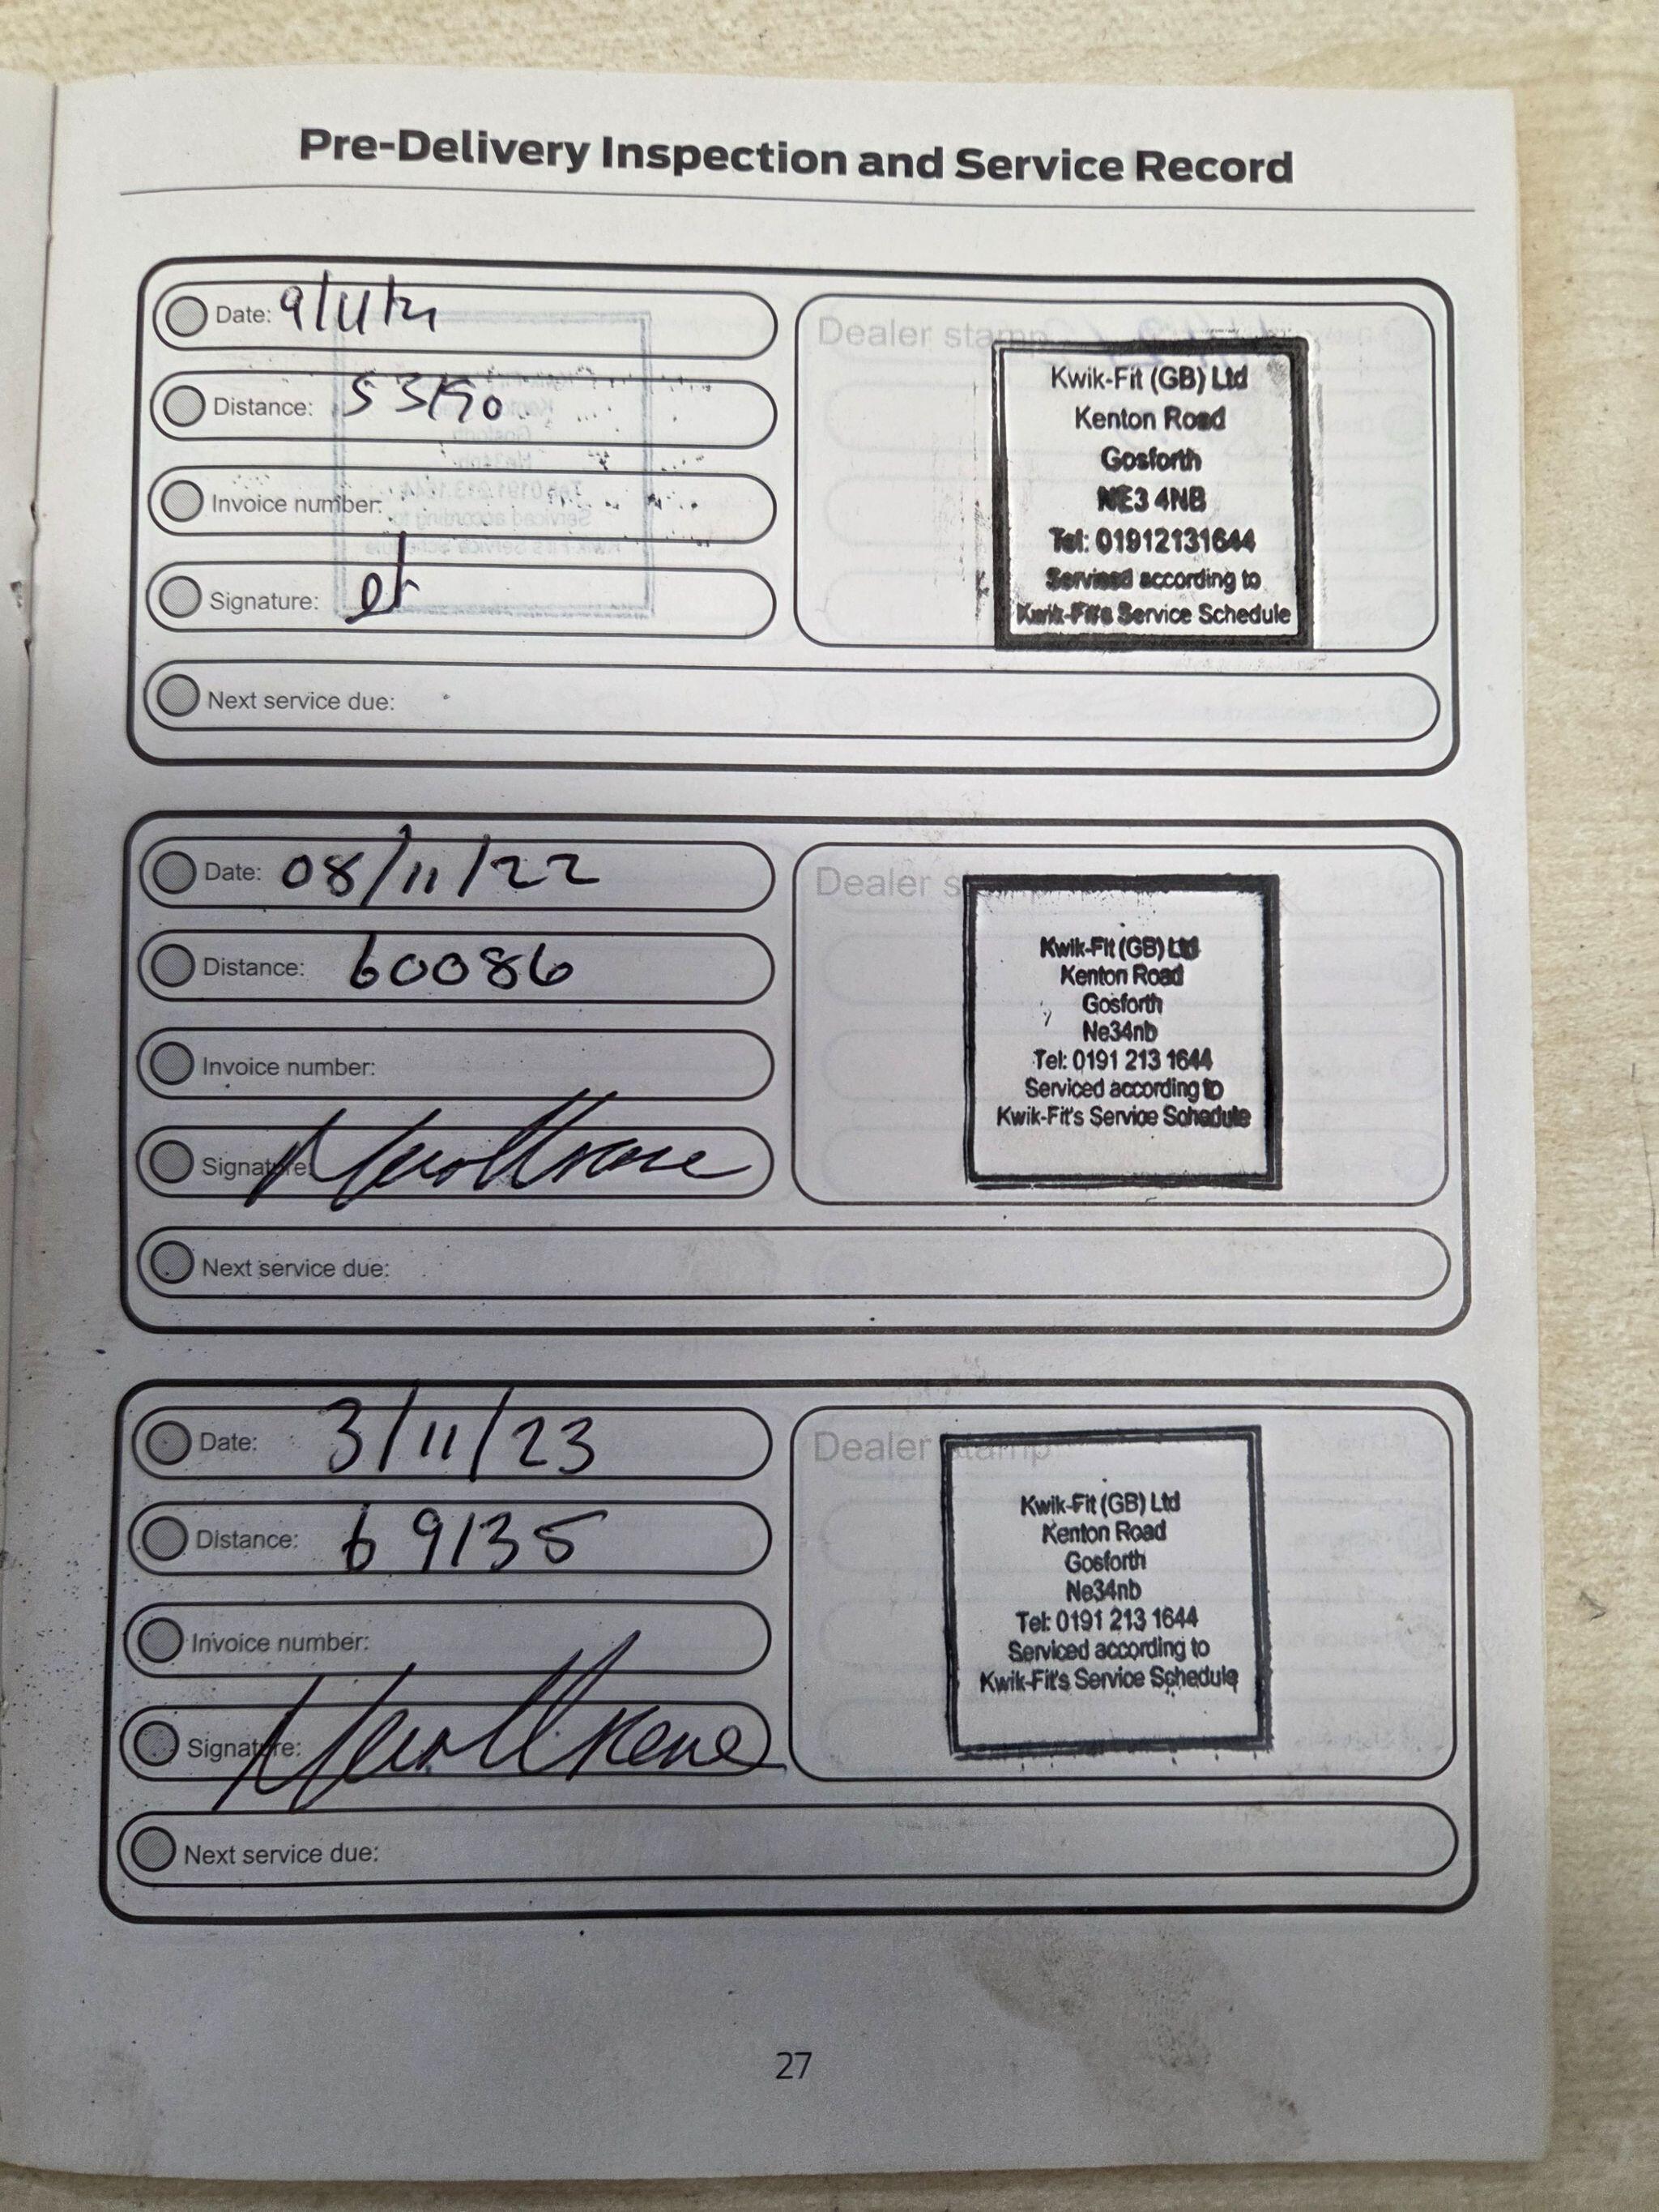 Pre-Delivery Inspection and Service Record
Date: 9/11/21
Distance:
Invoice number:
Signature:
Next service due:
Dealer stamp
Kwik-Fit (GB) Ltd
Kenton Road
Gosforth
NE3 4NB
Tel: 01912131644
Serviced according to
Kwik-Fit's Service Schedule
Date: 08/11/22
Distance: 60086
Invoice number:
Signature:
Next service due:
Dealer stamp
Kwik-Fit (GB) Ltd
Kenton Road
Gosforth
Ne34nb
Tel: 0191 213 1644
Serviced according to
Kwik-Fit's Service Schedule
Date: 3/11/23
Distance: 69135
Invoice number:
Signature:
Next service due:
Dealer stamp
Kwik-Fit (GB) Ltd
Kenton Road
Gosforth
Ne34nb
Tel: 0191 213 1644
Serviced according to
Kwik-Fit's Service Schedule
27